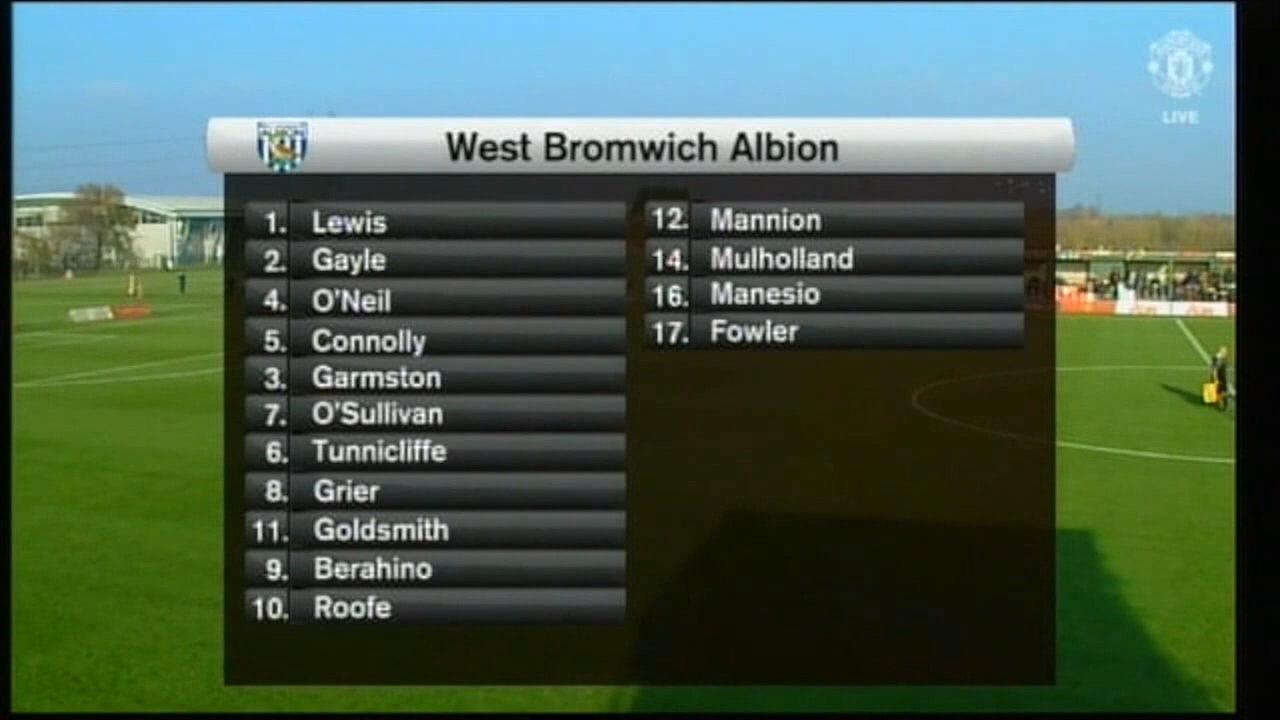 LIVE
West Bromwich Albion
1. Lewis
2. Gayle
4. O'Neil
5. Connolly
3. Garmston
7. O'Sullivan
6. Tunnicliffe
8. Grier
11. Goldsmith
9. Berahino
10. Roofe
12. Mannion
14. Mulholland
16. Manesio
17. Fowler